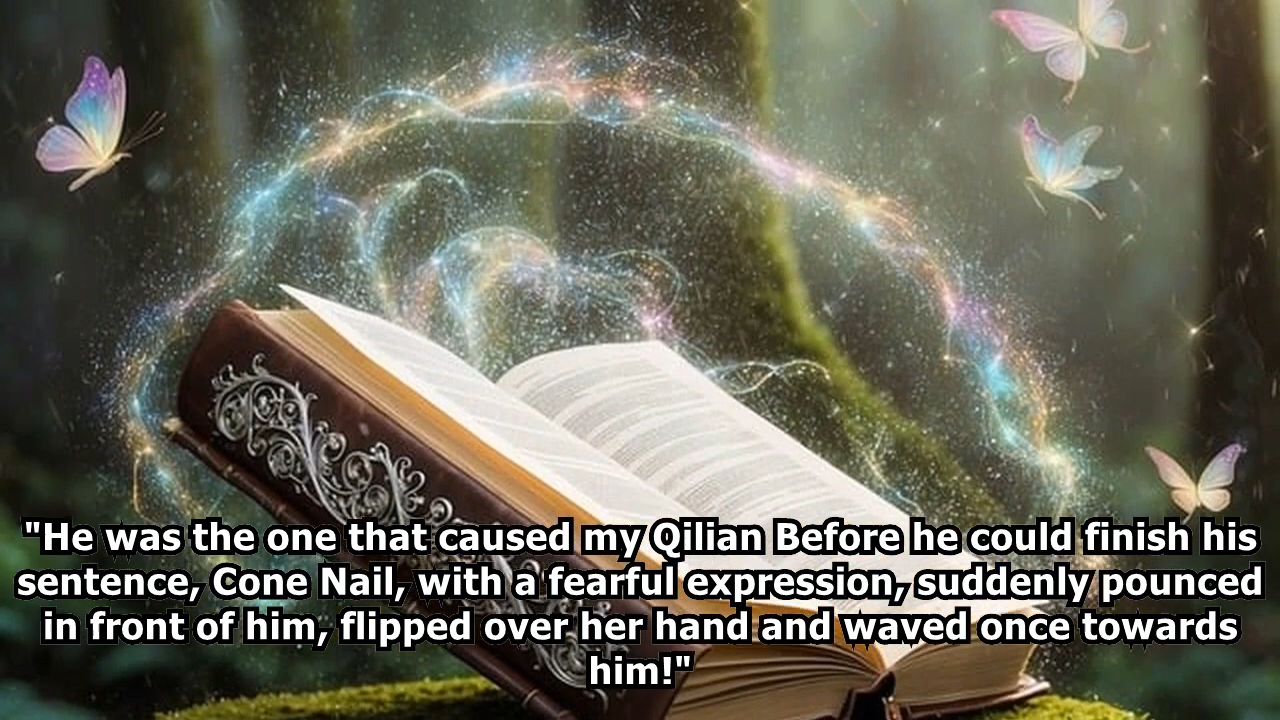 "He was the one that caused my Qilian Before he could finish his
sentence, Cone Nail, with a fearful expression, suddenly pounced
in front of him, flipped over her hand and waved once towards
him!"